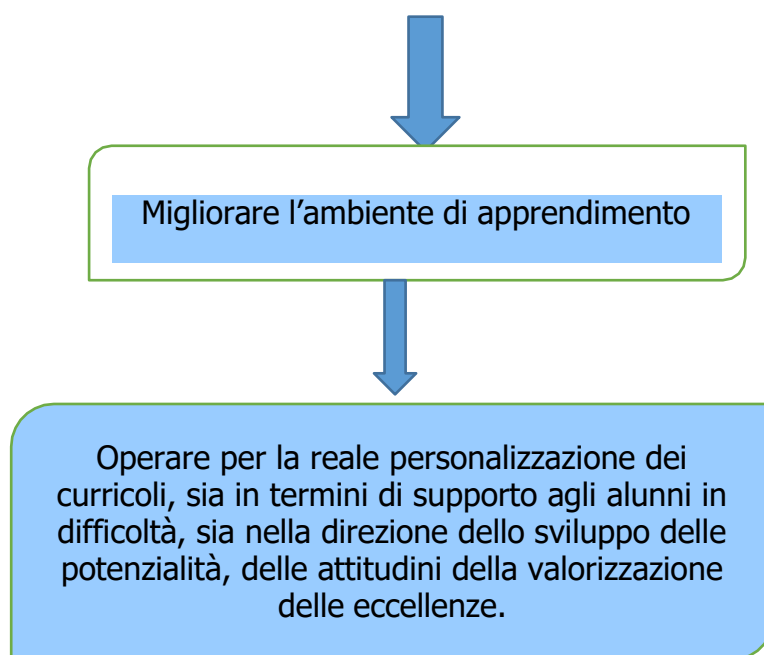 Migliorare l’ambiente di apprendimento
Operare per la reale personalizzazione dei
curricoli, sia in termini di supporto agli alunni in
difficoltà, sia nella direzione dello sviluppo delle
potenzialità, delle attitudini della valorizzazione
delle eccellenze.